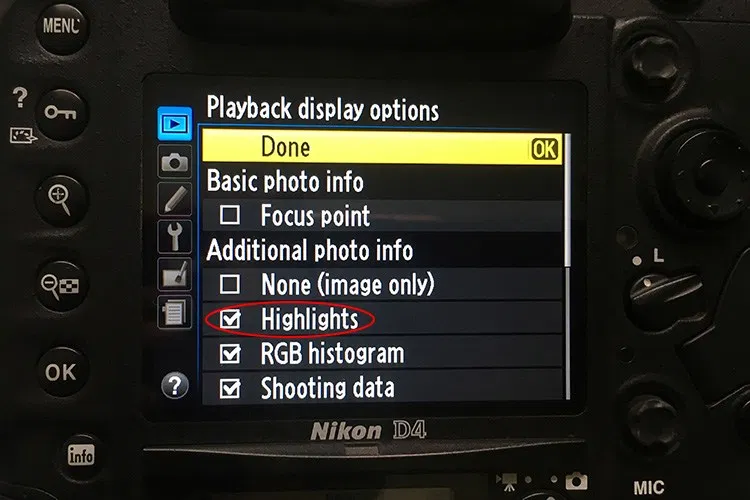 MENU
?
Playback display options
Done OK
Basic photo info
Focus point
Additional photo info
None (image only)
Highlights
RGB histogram
Shooting data
?
L
OK
Nikon D4
info
MIC